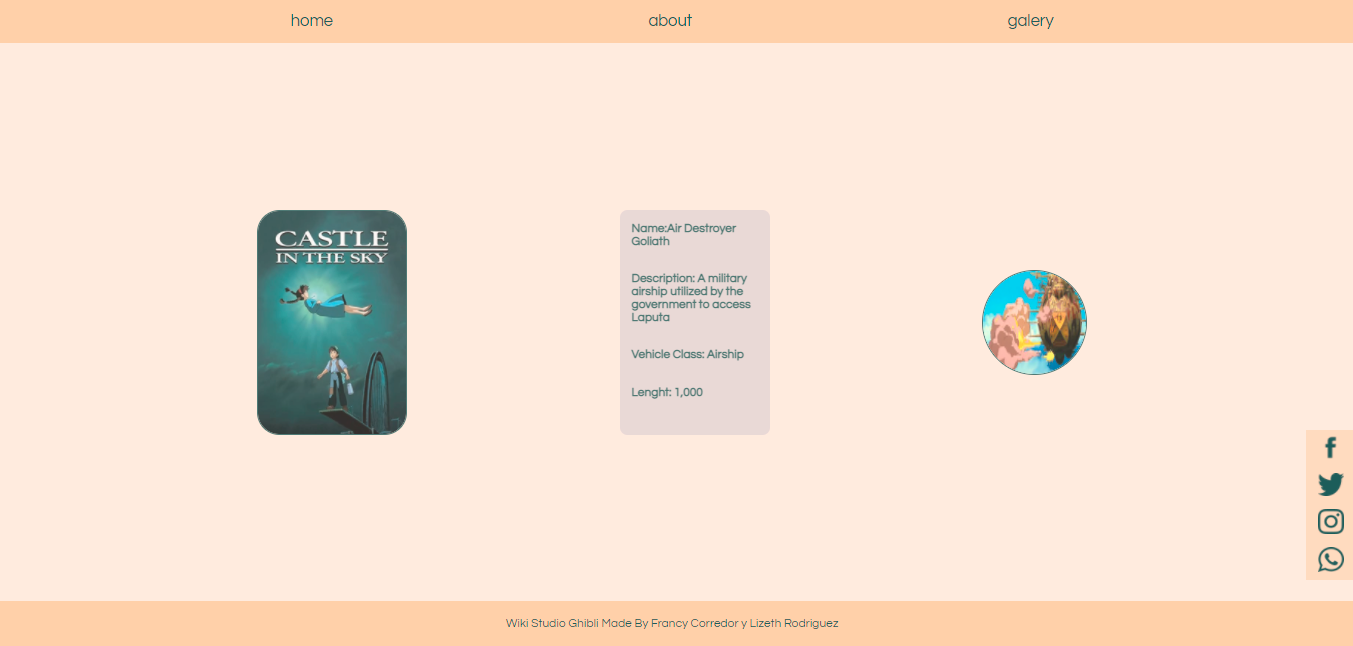 home
about
galery
CASTLE
IN THE SKY
Name:Air Destroyer
Goliath
Description: A military
airship utilized by the
government to access
Laputa
Vehicle Class: Airship
Lenght: 1,000
Wiki Studio Ghibli Made By Francy Corredor y Lizeth Rodriguez